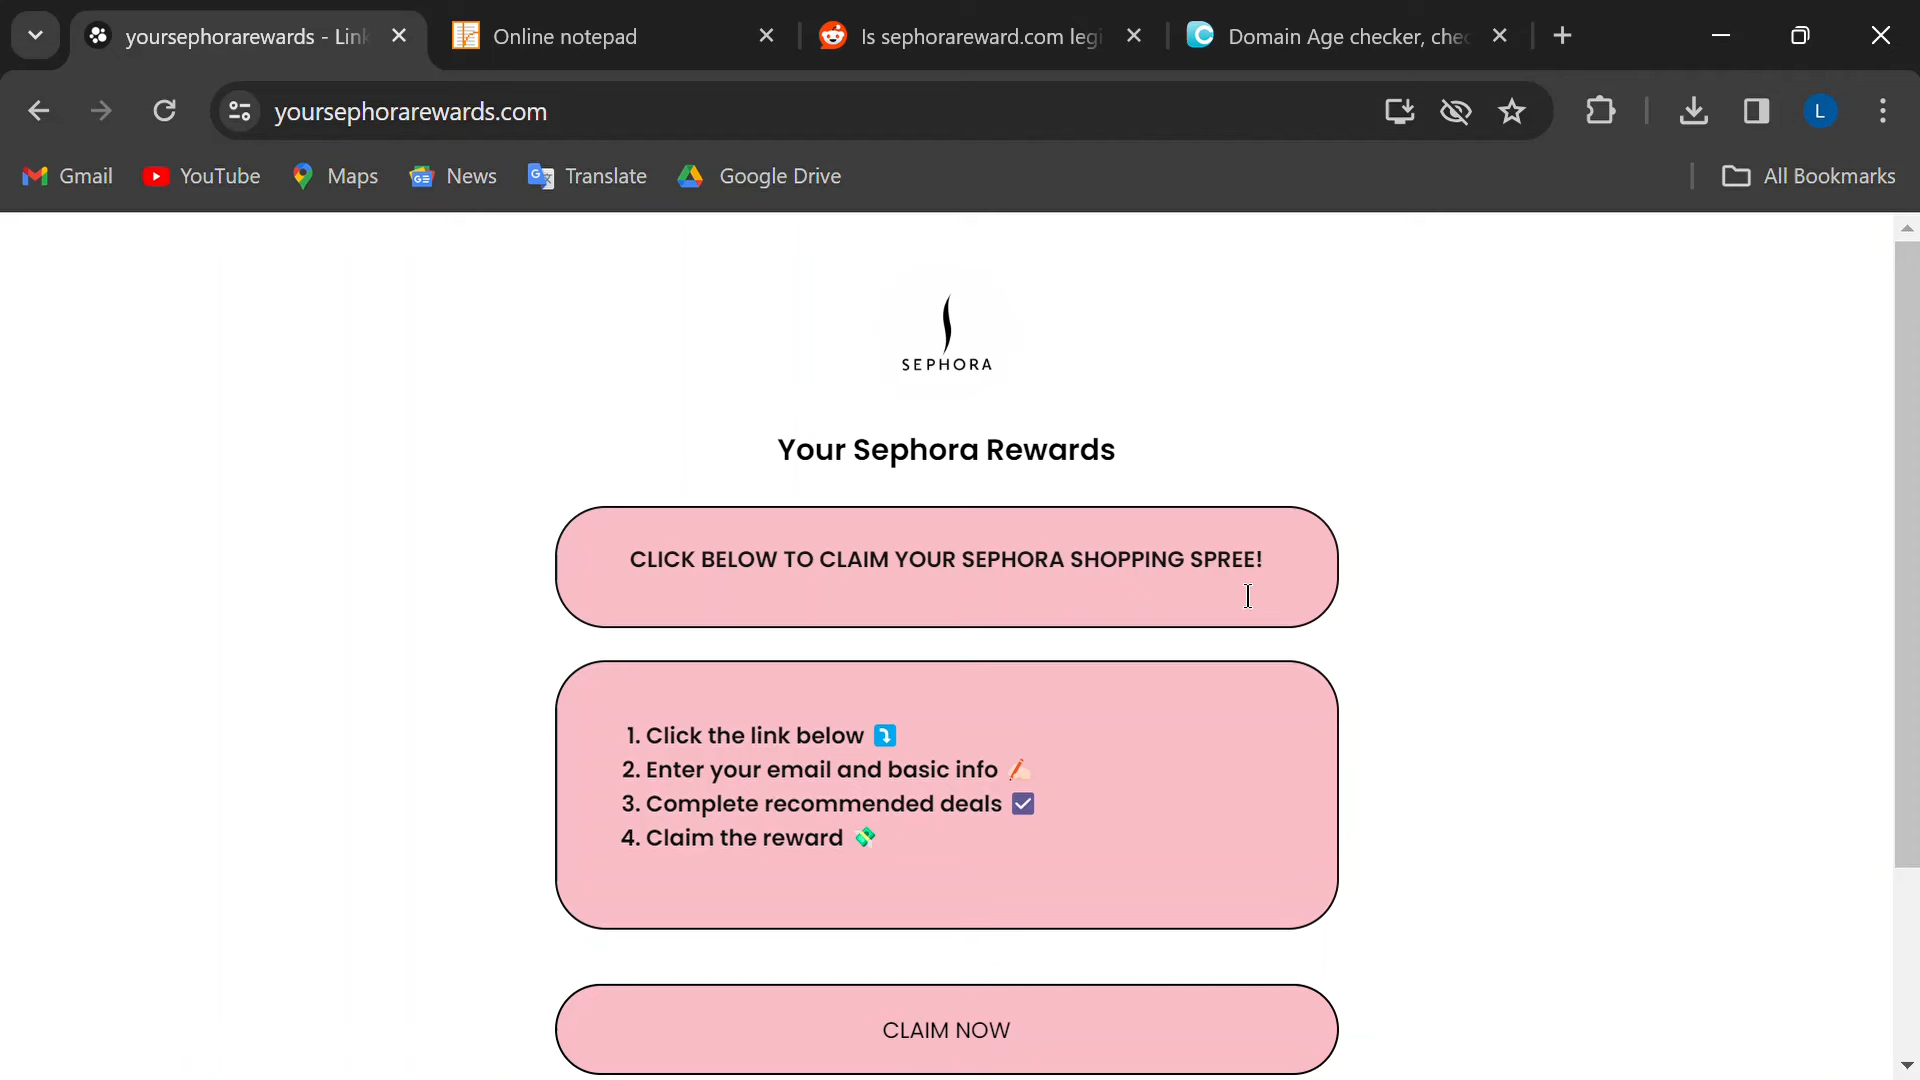 yoursephorarewards - Lin
Online notepad
Is sephorareward.com legi
Domain Age checker, chec
yoursephorarewards.com
L
Gmail
YouTube
Maps
News
Translate
Google Drive
All Bookmarks
SEPHORA
Your Sephora Rewards
CLICK BELOW TO CLAIM YOUR SEPHORA SHOPPING SPREE!
1. Click the link below ⤵️
2. Enter your email and basic info ✍🏻
3. Complete recommended deals ☑️
4. Claim the reward 💸
CLAIM NOW